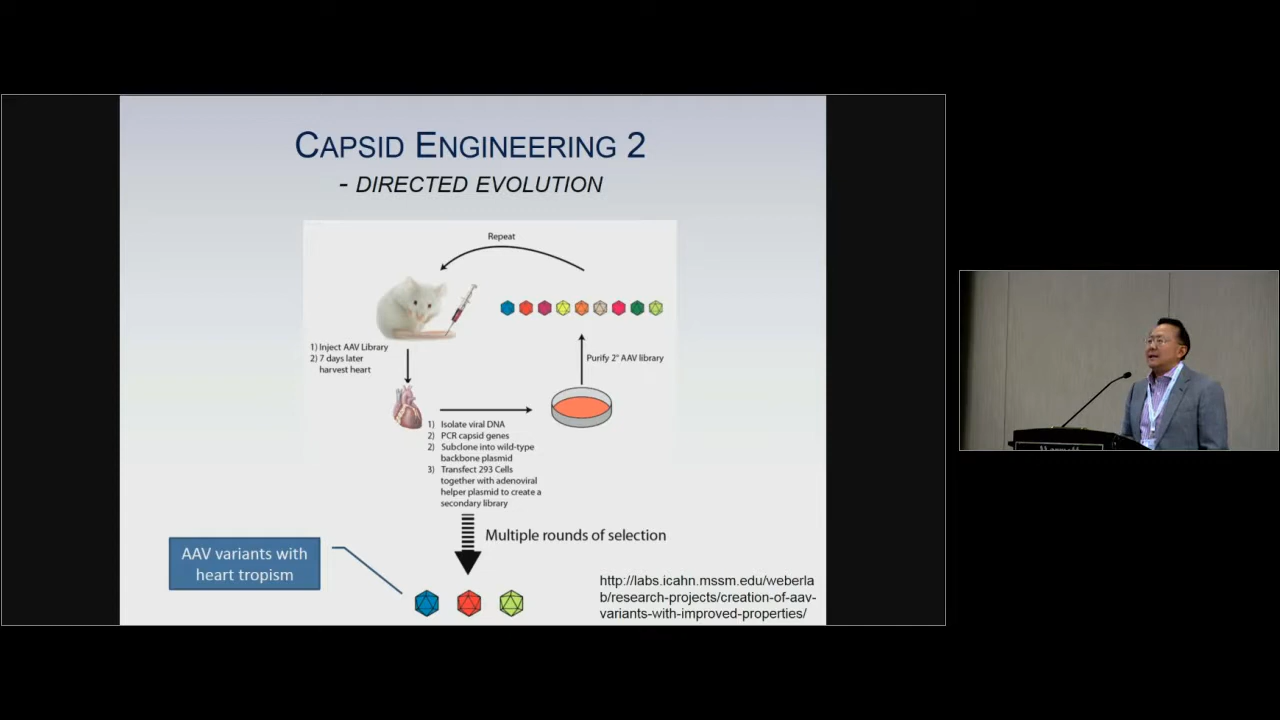 CAPSID ENGINEERING 2
- DIRECTED EVOLUTION
Repeat
1) Inject AAV Library
2) 7 days later
harvest heart
Purify 2° AAV library
1) Isolate viral DNA
2) PCR capsid genes
2) Subclone into wild-type
backbone plasmid
3) Transfect 293 Cells
together with adenoviral
helper plasmid to create a
secondary library
Multiple rounds of selection
AAV variants with
heart tropism
http://labs.icahn.mssm.edu/weberla
b/research-projects/creation-of-aav-
variants-with-improved-properties/
Marriott